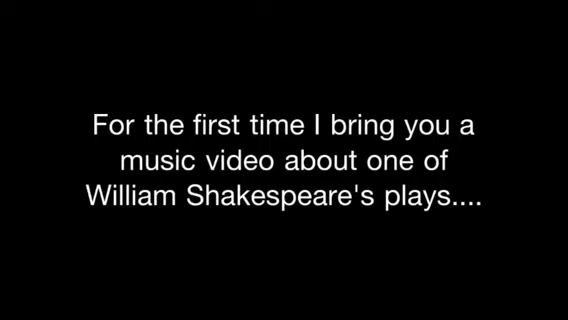 For the first time I bring you a
music video about one of
William Shakespeare's plays....